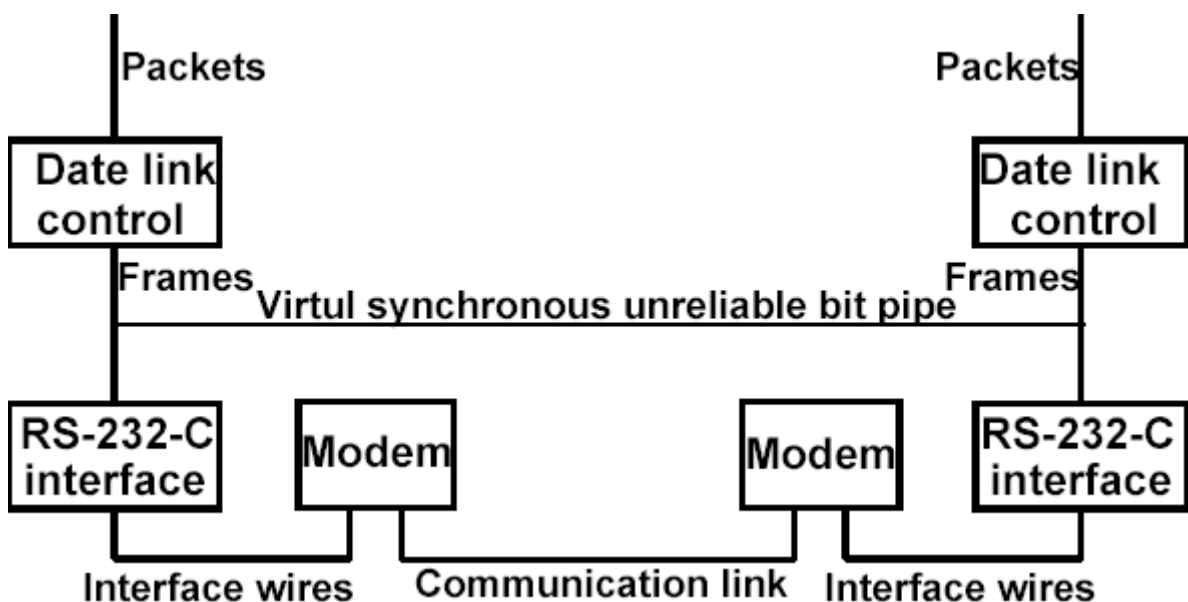 Packets
Packets
Date link
control
Date link
control
Frames
Frames
Virtul synchronous unreliable bit pipe
RS-232-C
interface
Modem
Modem
RS-232-C
interface
Interface wires
Communication link
Interface wires